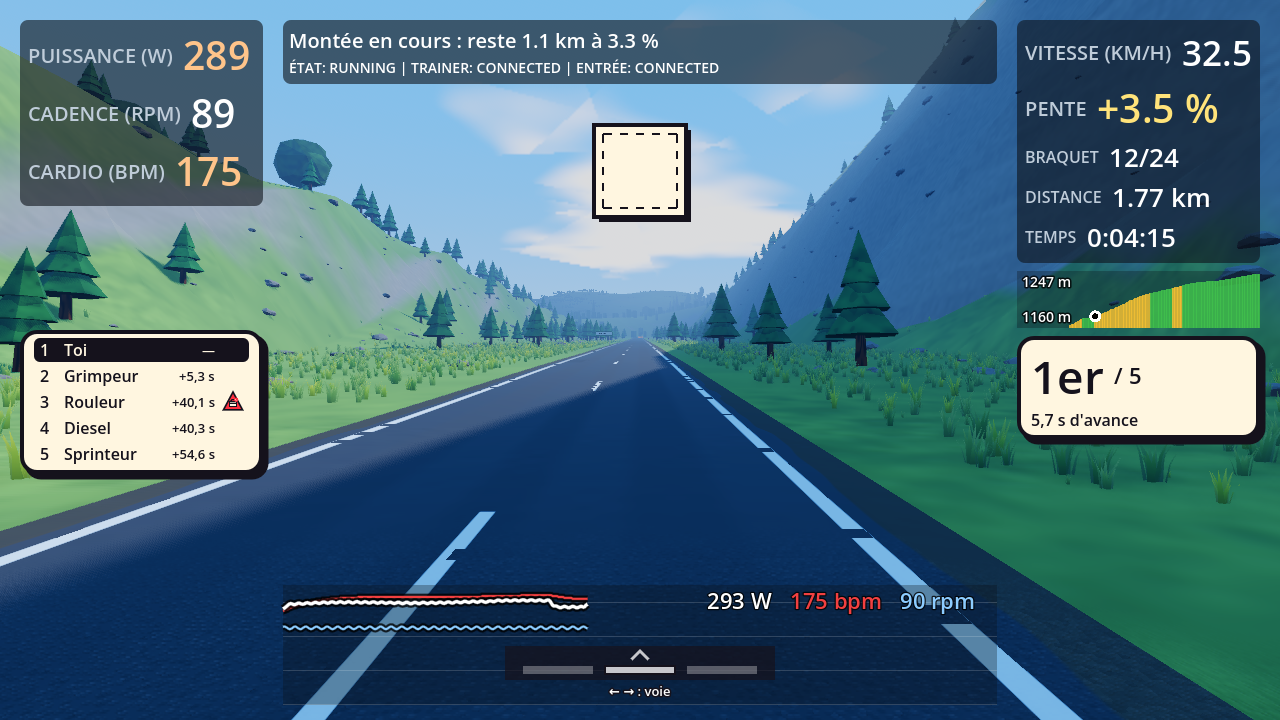 PUISSANCE (W) 289
CADENCE (RPM) 89
CARDIO (BPM) 175
Montée en cours : reste 1.1 km à 3.3 %
ÉTAT: RUNNING | TRAINER: CONNECTED | ENTRÉE: CONNECTED
VITESSE (KM/H) 32.5
PENTE +3.5 %
BRAQUET 12/24
DISTANCE 1.77 km
TEMPS 0:04:15
1247 m
1160 m
1 Toi —
2 Grimpeur +5,3 s
3 Rouleur +40,1 s
4 Diesel +40,3 s
5 Sprinteur +54,6 s
1er / 5
5,7 s d'avance
293 W 175 bpm 90 rpm
← → : voie